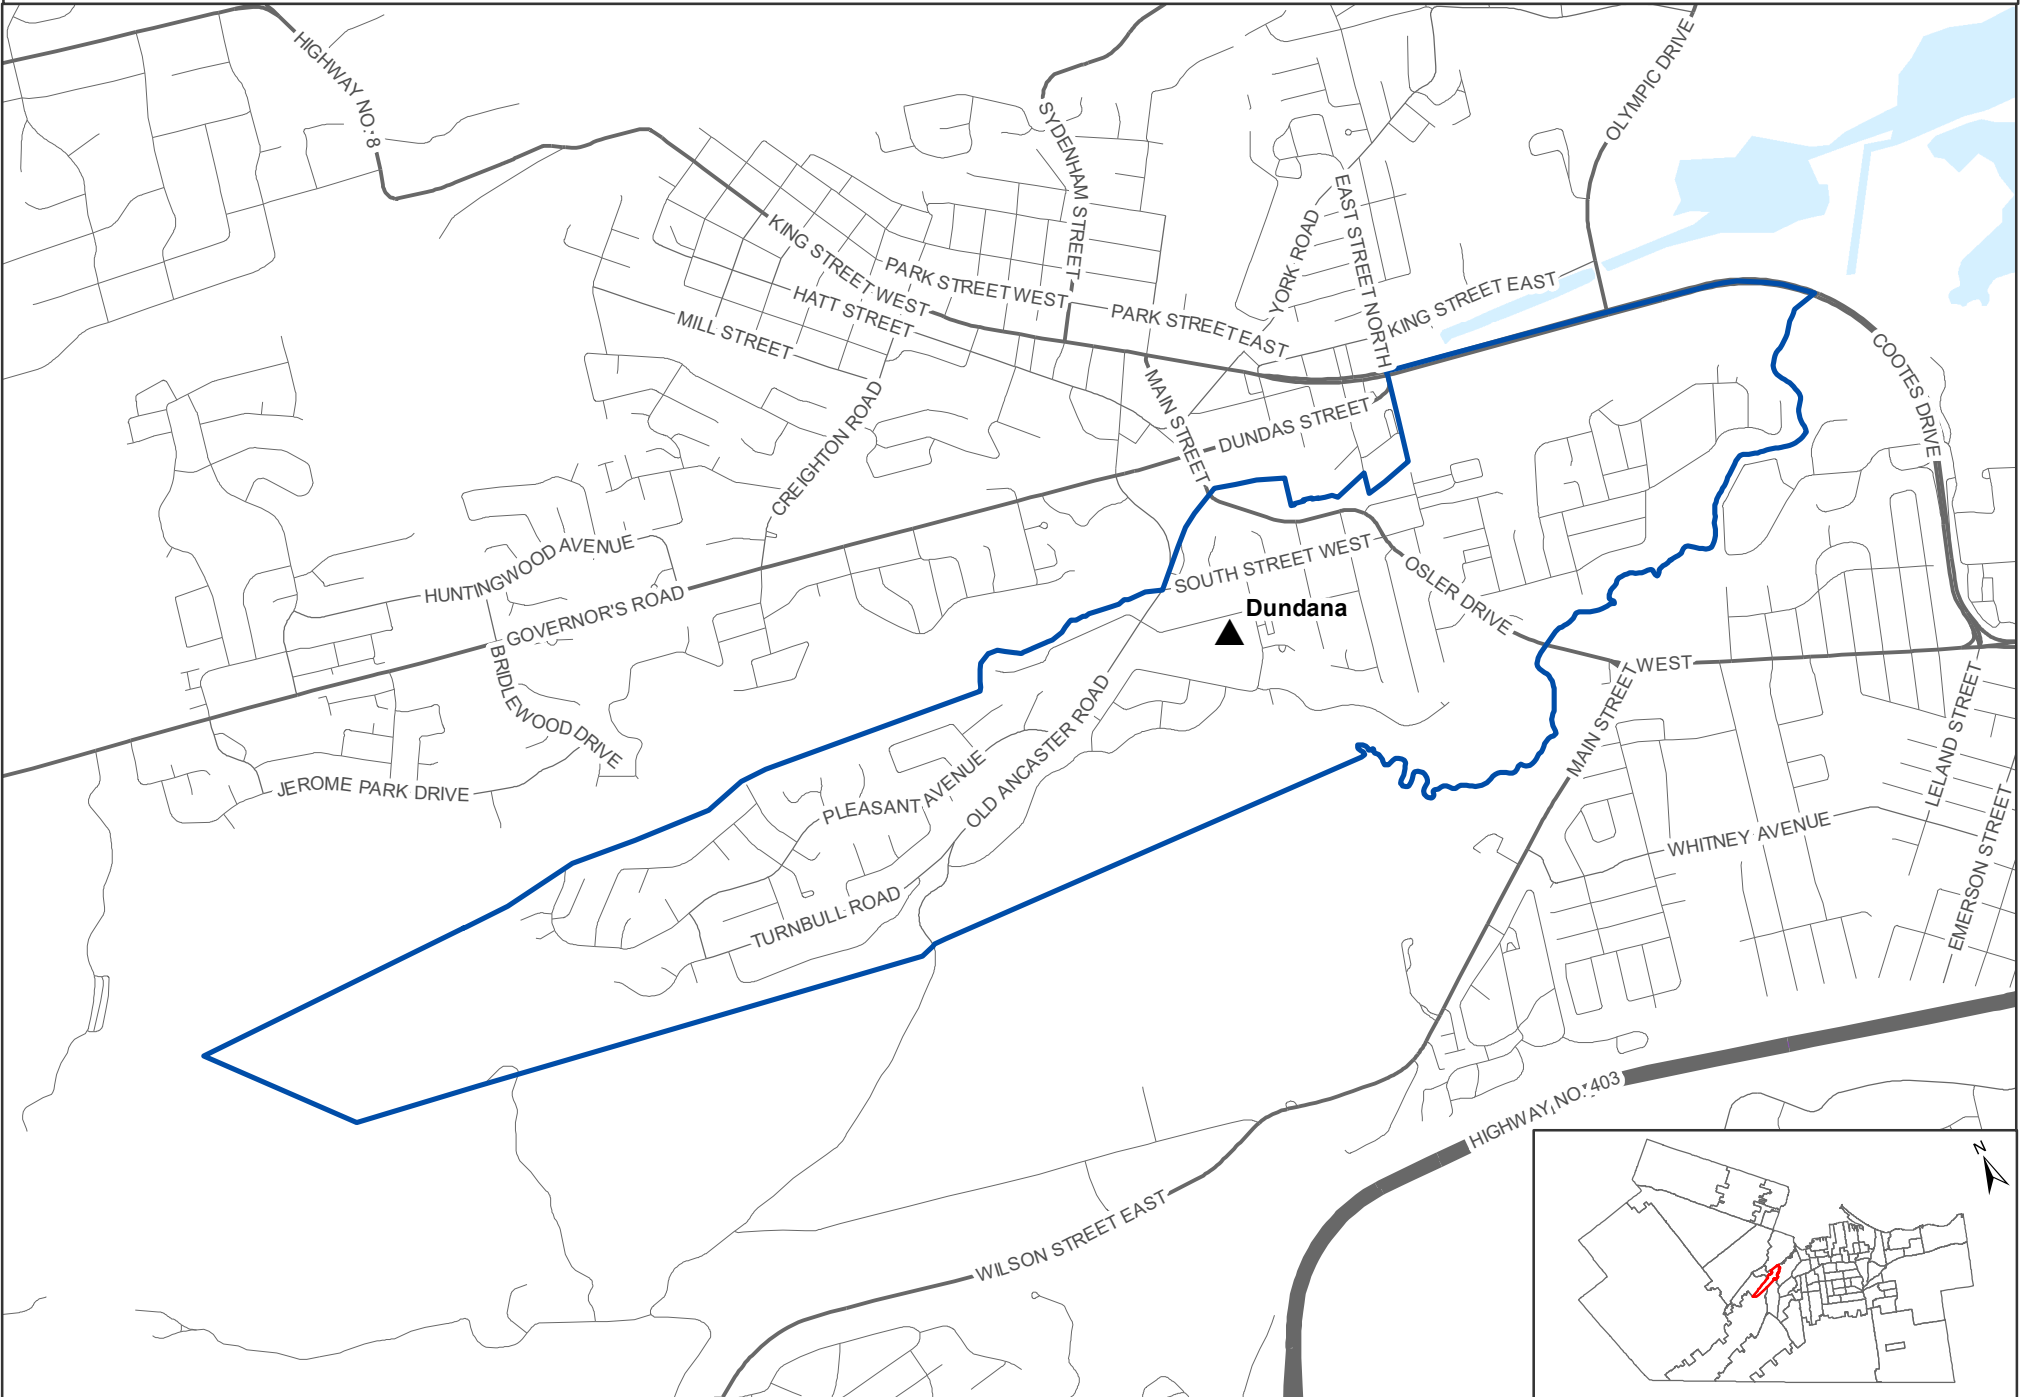 HIGHWAY NO. 8
OLYMPIC DRIVE
SYDENHAM STREET
EAST STREET NORTH
YORK ROAD
KING STREET WEST
PARK STREET WEST
HATT STREET
MILL STREET
PARK STREET EAST
KING STREET EAST
COOTES DRIVE
MAIN STREET
DUNDAS STREET
CREIGHTON ROAD
HUNTINGWOOD AVENUE
GOVERNOR'S ROAD
BRIDLEWOOD DRIVE
JEROME PARK DRIVE
SOUTH STREET WEST
OSLER DRIVE
Dundana
MAIN STREET WEST
LELAND STREET
EMERSON STREET
WHITNEY AVENUE
PLEASANT AVENUE
OLD ANCASTER ROAD
TURNBULL ROAD
HIGHWAY NO. 403
WILSON STREET EAST
N